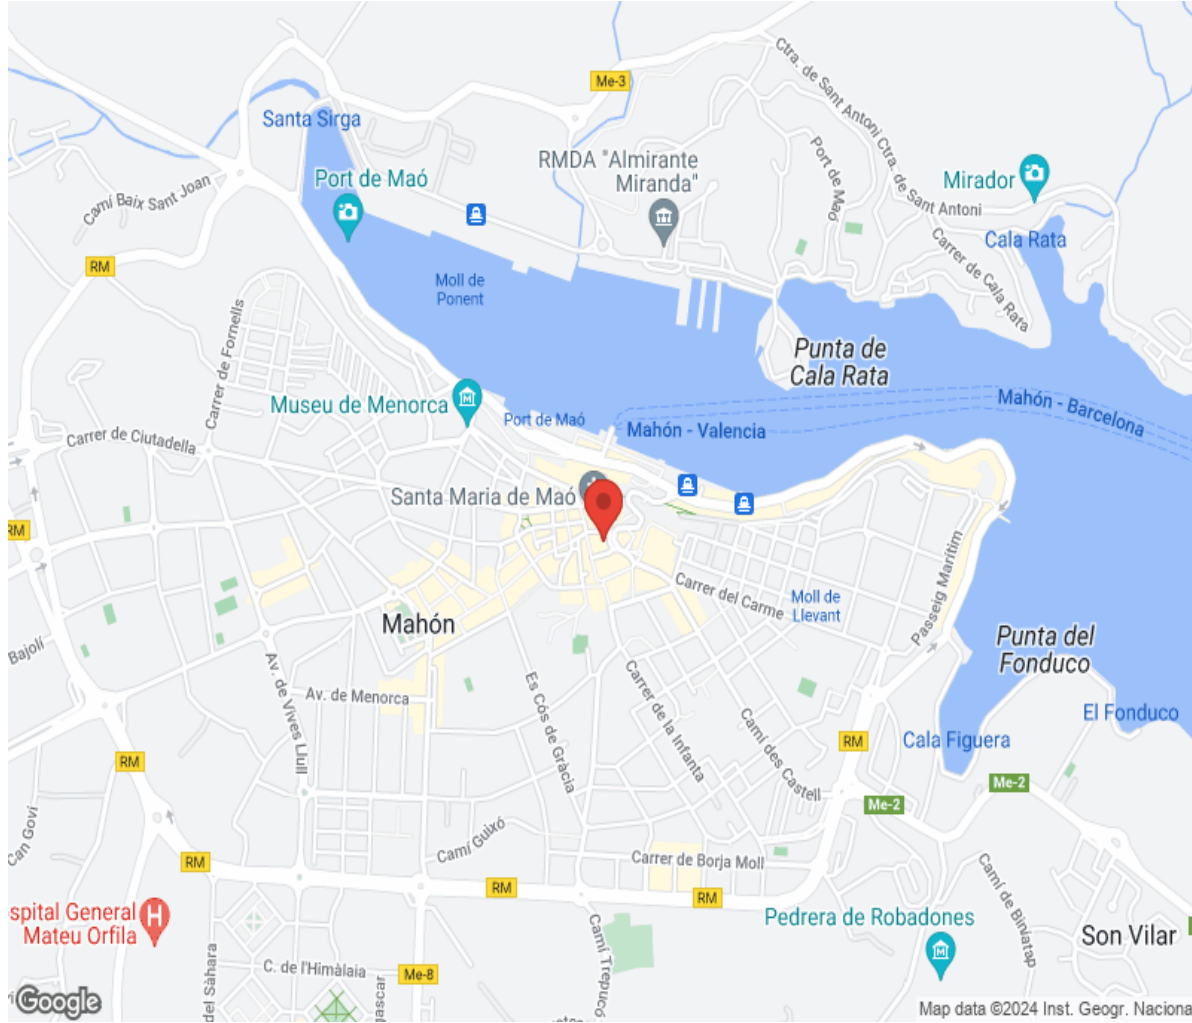 Me-3
Ctra. de Sant Antoni
Ctra. de Sant Antoni
Santa Sirga
RMDA "Almirante
Miranda"
Port de Maó
Mirador
Port de Maó
Camí Baix Sant Joan
Cala Rata
Carrer de Cala Rata
RM
Moll de
Ponent
Carrer de Fornells
Punta de
Cala Rata
Museu de Menorca
Port de Maó
Mahón - Valencia
Mahón - Barcelona
Carrer de Ciutadella
Santa Maria de Maó
RM
Passeig Marítim
Carrer del Carme
Moll de
Llevant
Mahón
Punta del
Fonduco
Bajolí
Av. de Vives Llull
Av. de Menorca
Es Cós de Gràcia
Carrer de la Infanta
Camí des Castell
El Fonduco
Cala Figuera
RM
RM
Me-2
Me-2
Can Goví
Camí Guixó
RM
Carrer de Borja Moll
RM
RM
Camí de Biniatap
spital General
Mateu Orfila
Pedrera de Robadones
Son Vilar
Camí Trepucó
del Sàhara
C. de l'Himàlaia
Me-8
gascar
Google
Map data ©2024 Inst. Geogr. Naciona